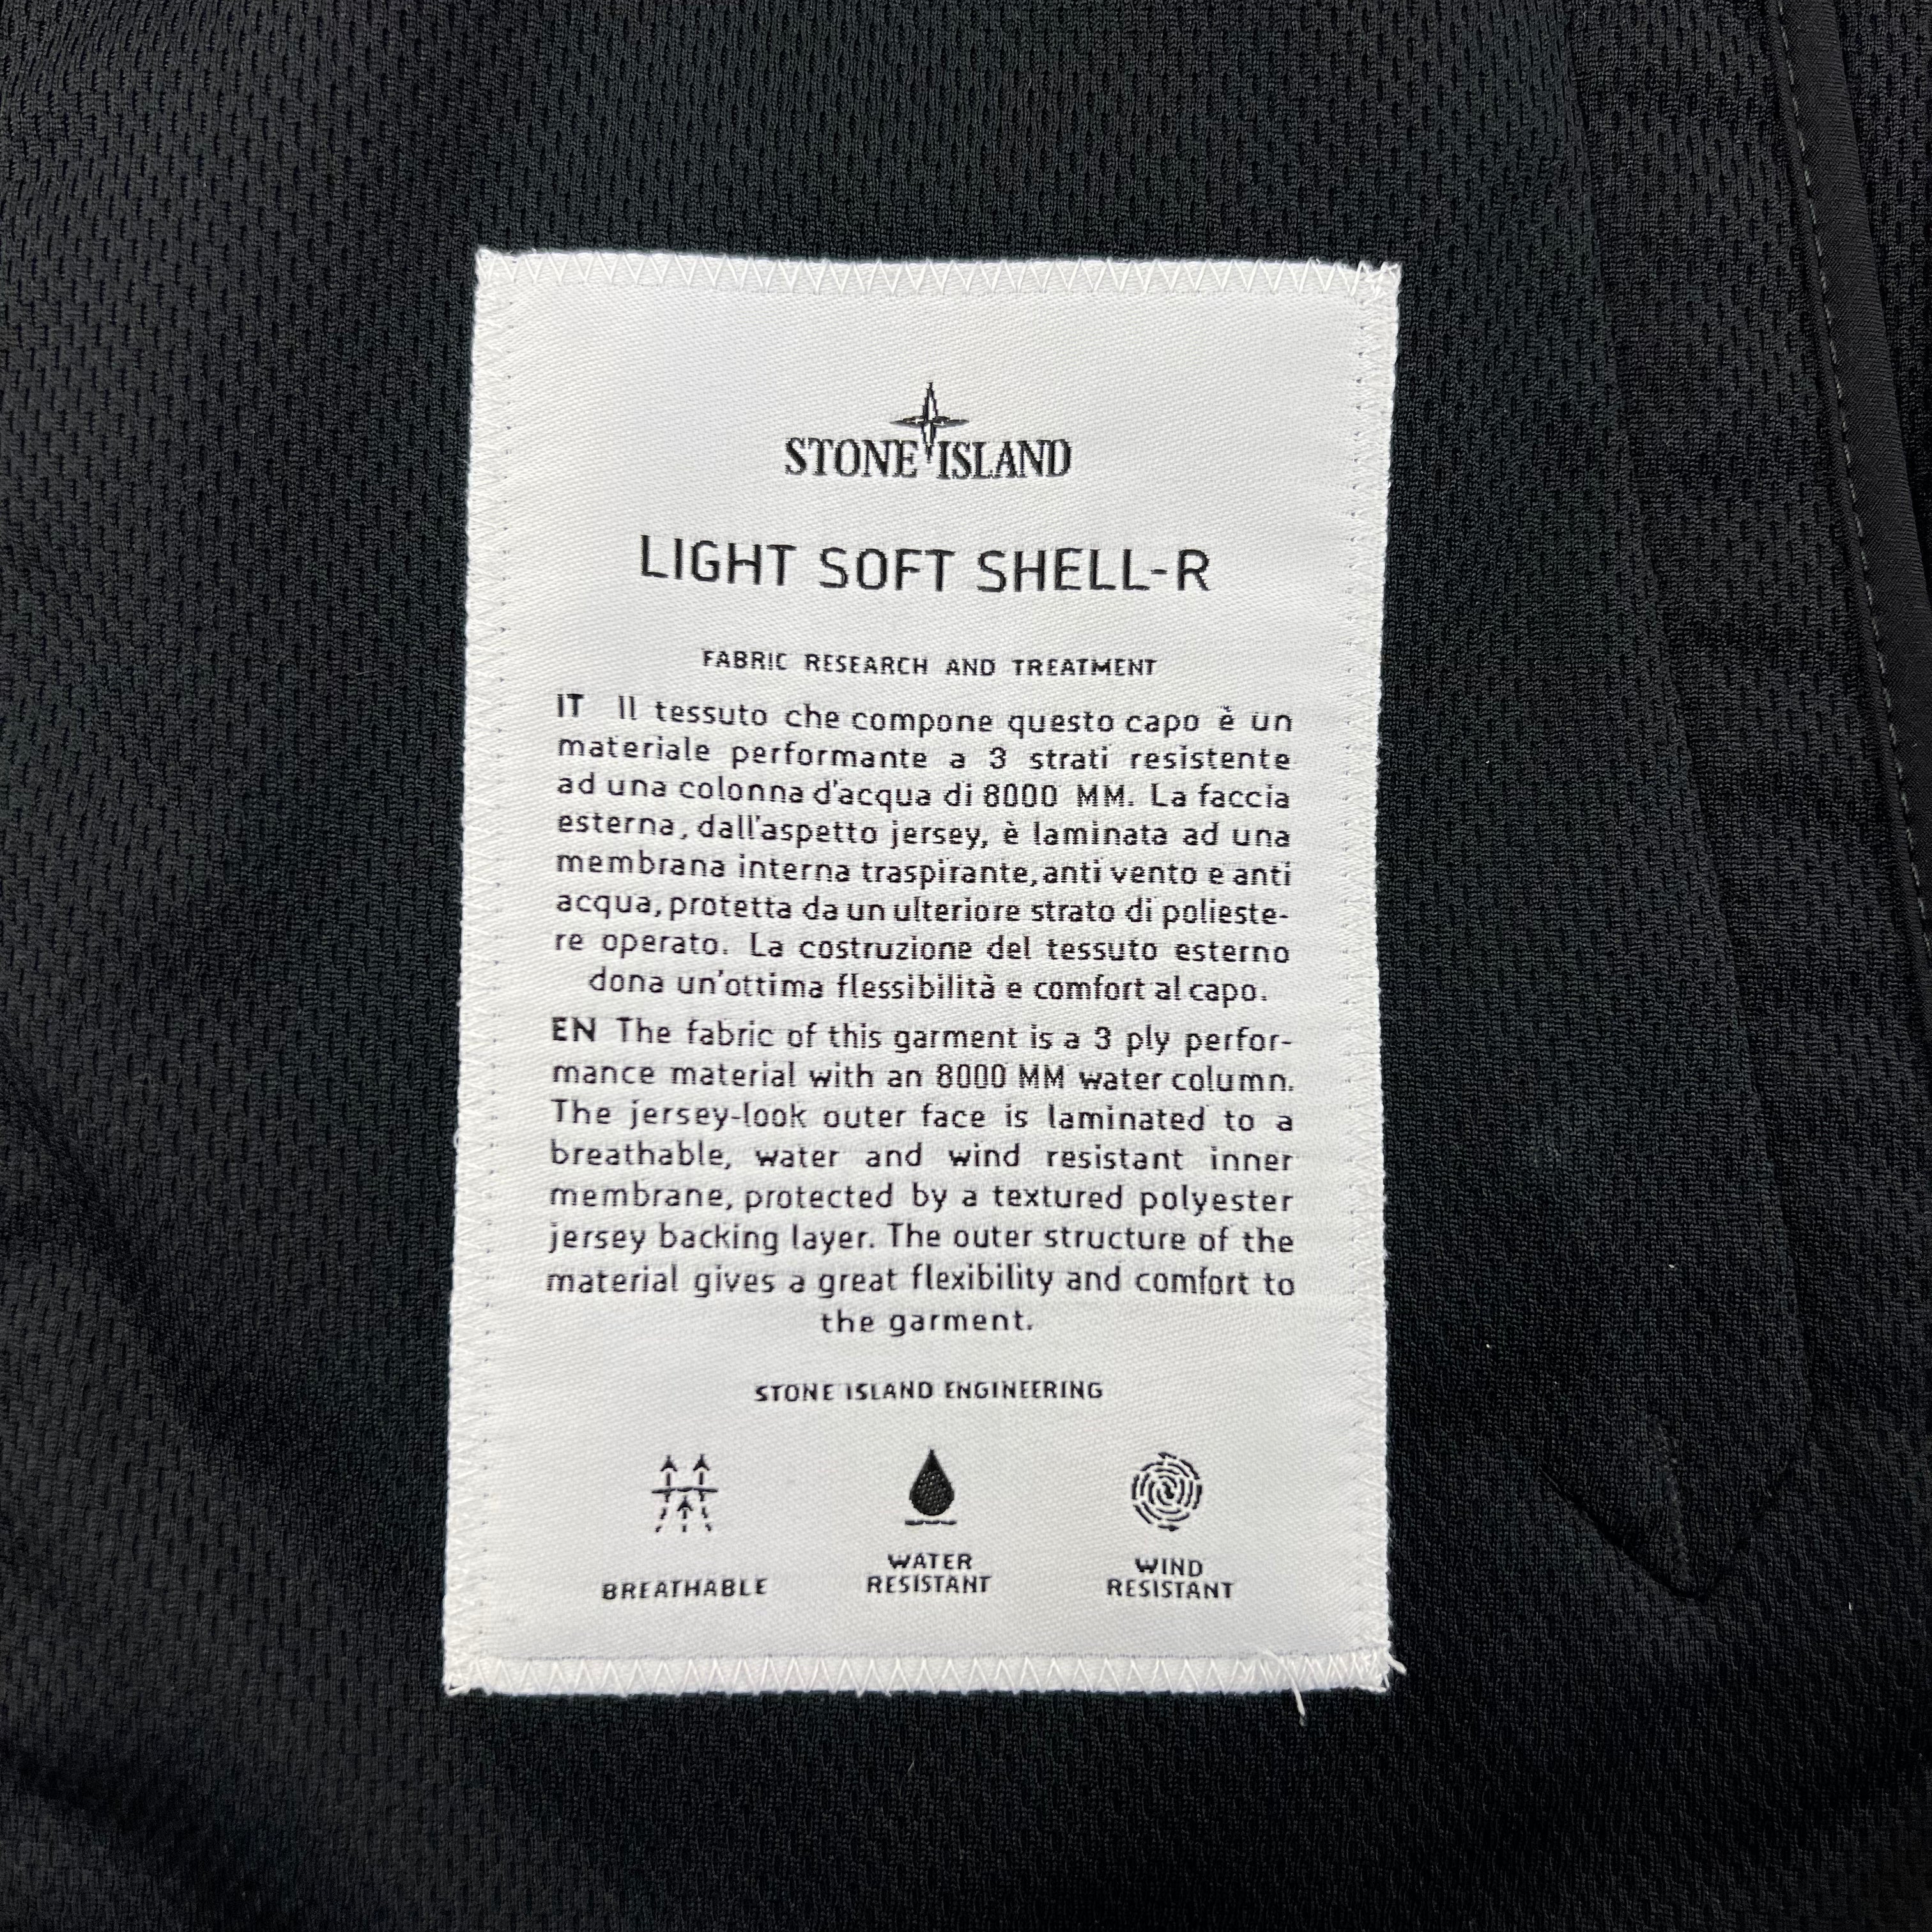 STONE ISLAND
LIGHT SOFT SHELL-R
FABRIC RESEARCH AND TREATMENT
IT Il tessuto che compone questo capo è un
materiale performante a 3 strati resistente
ad una colonna d'acqua di 8000 MM. La faccia
esterna, dall'aspetto jersey, è laminata ad una
membrana interna traspirante, anti vento e anti
acqua, protetta da un ulteriore strato di polieste-
re operato. La costruzione del tessuto esterno
dona un'ottima flessibilità e comfort al capo.
EN The fabric of this garment is a 3 ply perfor-
mance material with an 8000 MM water column.
The jersey-look outer face is laminated to a
breathable, water and wind resistant inner
membrane, protected by a textured polyester
jersey backing layer. The outer structure of the
material gives a great flexibility and comfort to
the garment.
STONE ISLAND ENGINEERING
BREATHABLE
WATER
RESISTANT
WIND
RESISTANT